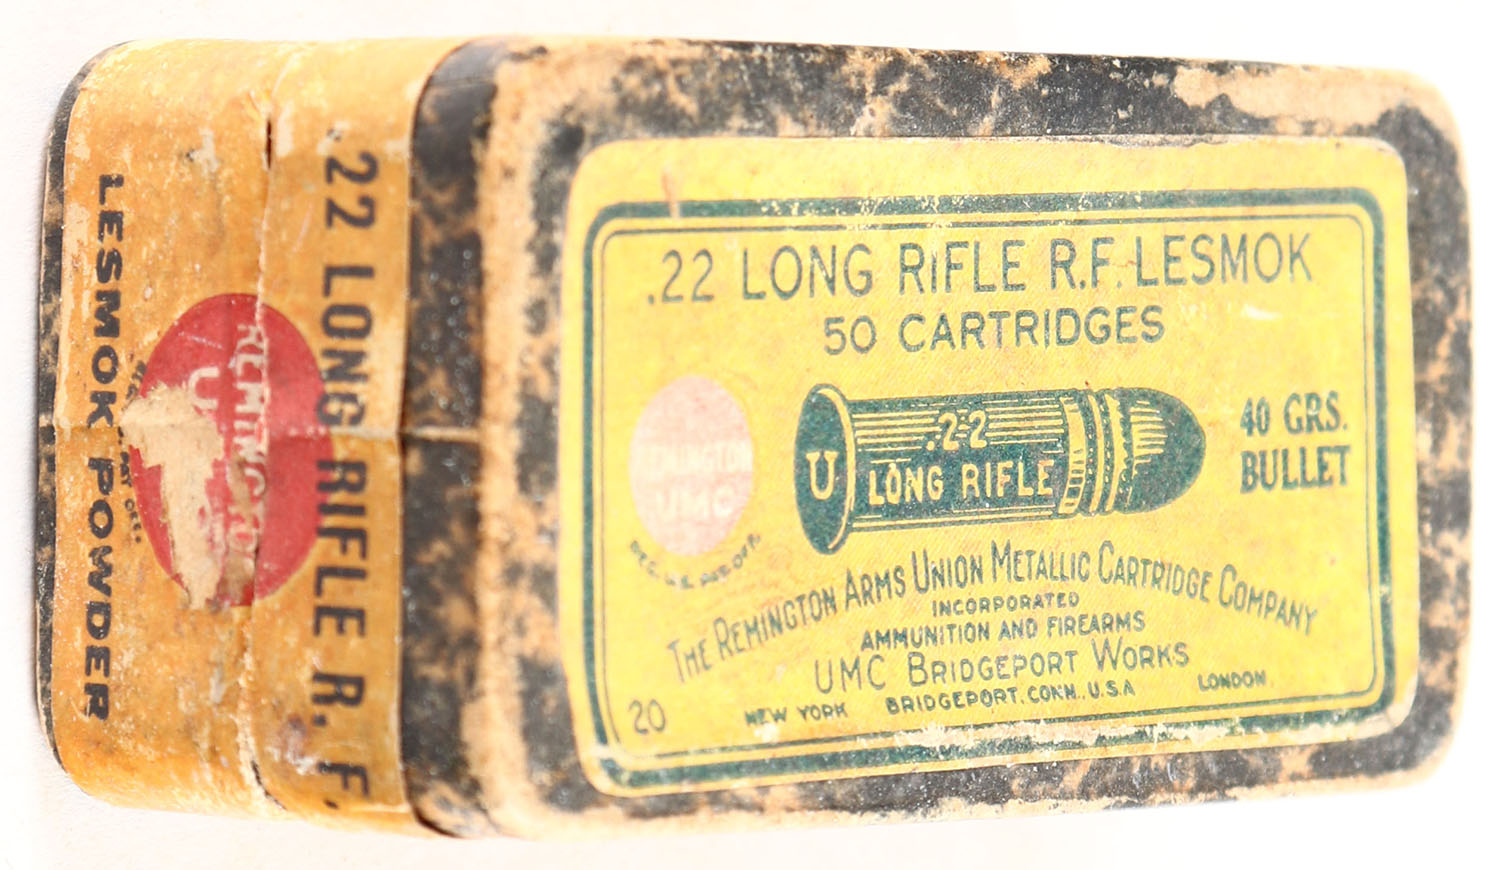 .22 LONG RIFLE R.F. LESMOK
50 CARTRIDGES
REMINGTON
UMC
U
.22
LONG RIFLE
40 GRS.
BULLET
THE REMINGTON ARMS UNION METALLIC CARTRIDGE COMPANY
INCORPORATED
AMMUNITION AND FIREARMS
UMC BRIDGEPORT WORKS
20
NEW YORK BRIDGEPORT, CONN., U.S.A LONDON.
.22 LONG RIFLE R. F.
REMINGTON
U
LESMOK POWDER